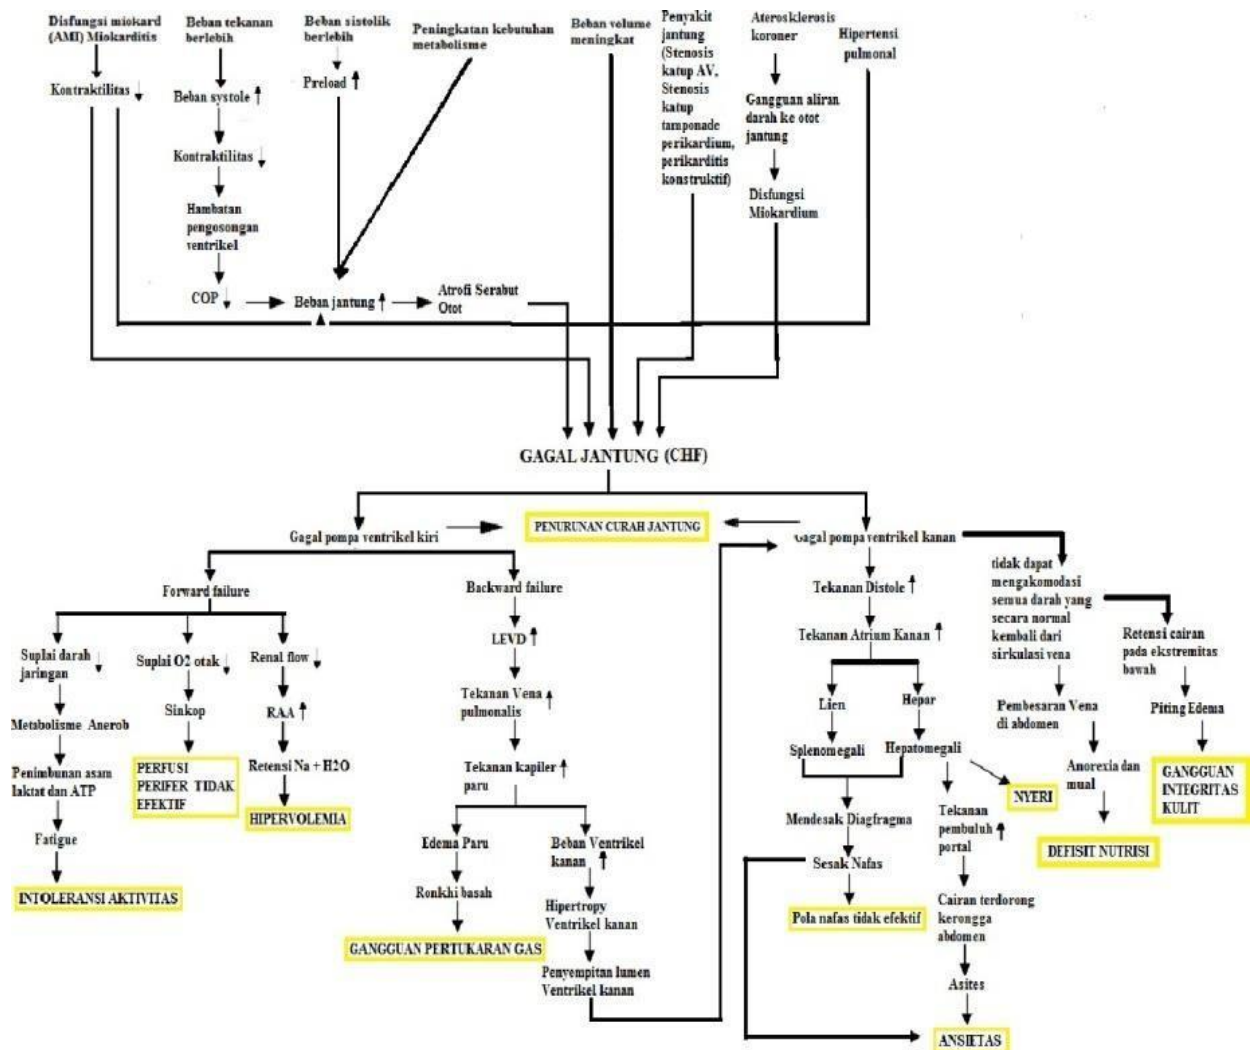 Disfungsi miokard
(AMI) Miokarditis
Kontraktilitas
Beban tekanan
berlebih
Beban systole
Kontraktilitas
Hambatan
pengosongan
ventrikel
COP
Beban sistolik
berlebih
Preload
Beban jantung
Peningkatan kebutuhan
metabolisme
Atrofi Serabut
Otot
Beban volume
meningkat
Penyakit
jantung
(Stenosis
katup AV,
Stenosis
katup
tamponade
perikardium,
perikarditis
konstruktif)
Aterosklerosis
koroner
Gangguan aliran
darah ke otot
jantung
Disfungsi
Miokardium
Hipertensi
pulmonal
GAGAL JANTUNG (CHF)
Gagal pompa ventrikel kiri
PENURUNAN CURAH JANTUNG
Gagal pompa ventrikel kanan
Forward failure
Suplai darah
jaringan
Metabolisme Anerob
Penimbunan asam
laktat dan ATP
Fatigue
INTOLERANSI AKTIVITAS
Suplai O2 otak
Sinkop
PERFUSI
PERIFER TIDAK
EFEKTIF
Renal flow
RAA
Retensi Na + H2O
HIPERVOLEMIA
Backward failure
LEVD
Tekanan Vena
pulmonalis
Tekanan kapiler
paru
Edema Paru
Ronkhi basah
GANGGUAN PERTUKARAN GAS
Beban Ventrikel
kanan
Hipertropy
Ventrikel kanan
Penyempitan lumen
Ventrikel kanan
Tekanan Distole
Tekanan Atrium Kanan
Lien
Splenomegali
Hepar
Hepatomegali
Mendesak Diagfragma
Sesak Nafas
Pola nafas tidak efektif
NYERI
Tekanan
pembuluh
portal
Cairan terdorong
kerongga
abdomen
Asites
ANSIETAS
tidak dapat
mengakomodasi
semua darah yang
secara normal
kembali dari
sirkulasi vena
Pembesaran Vena
di abdomen
Anorexia dan
mual
DEFISIT NUTRISI
Retensi cairan
pada ekstremitas
bawah
Piting Edema
GANGGUAN
INTEGRITAS
KULIT